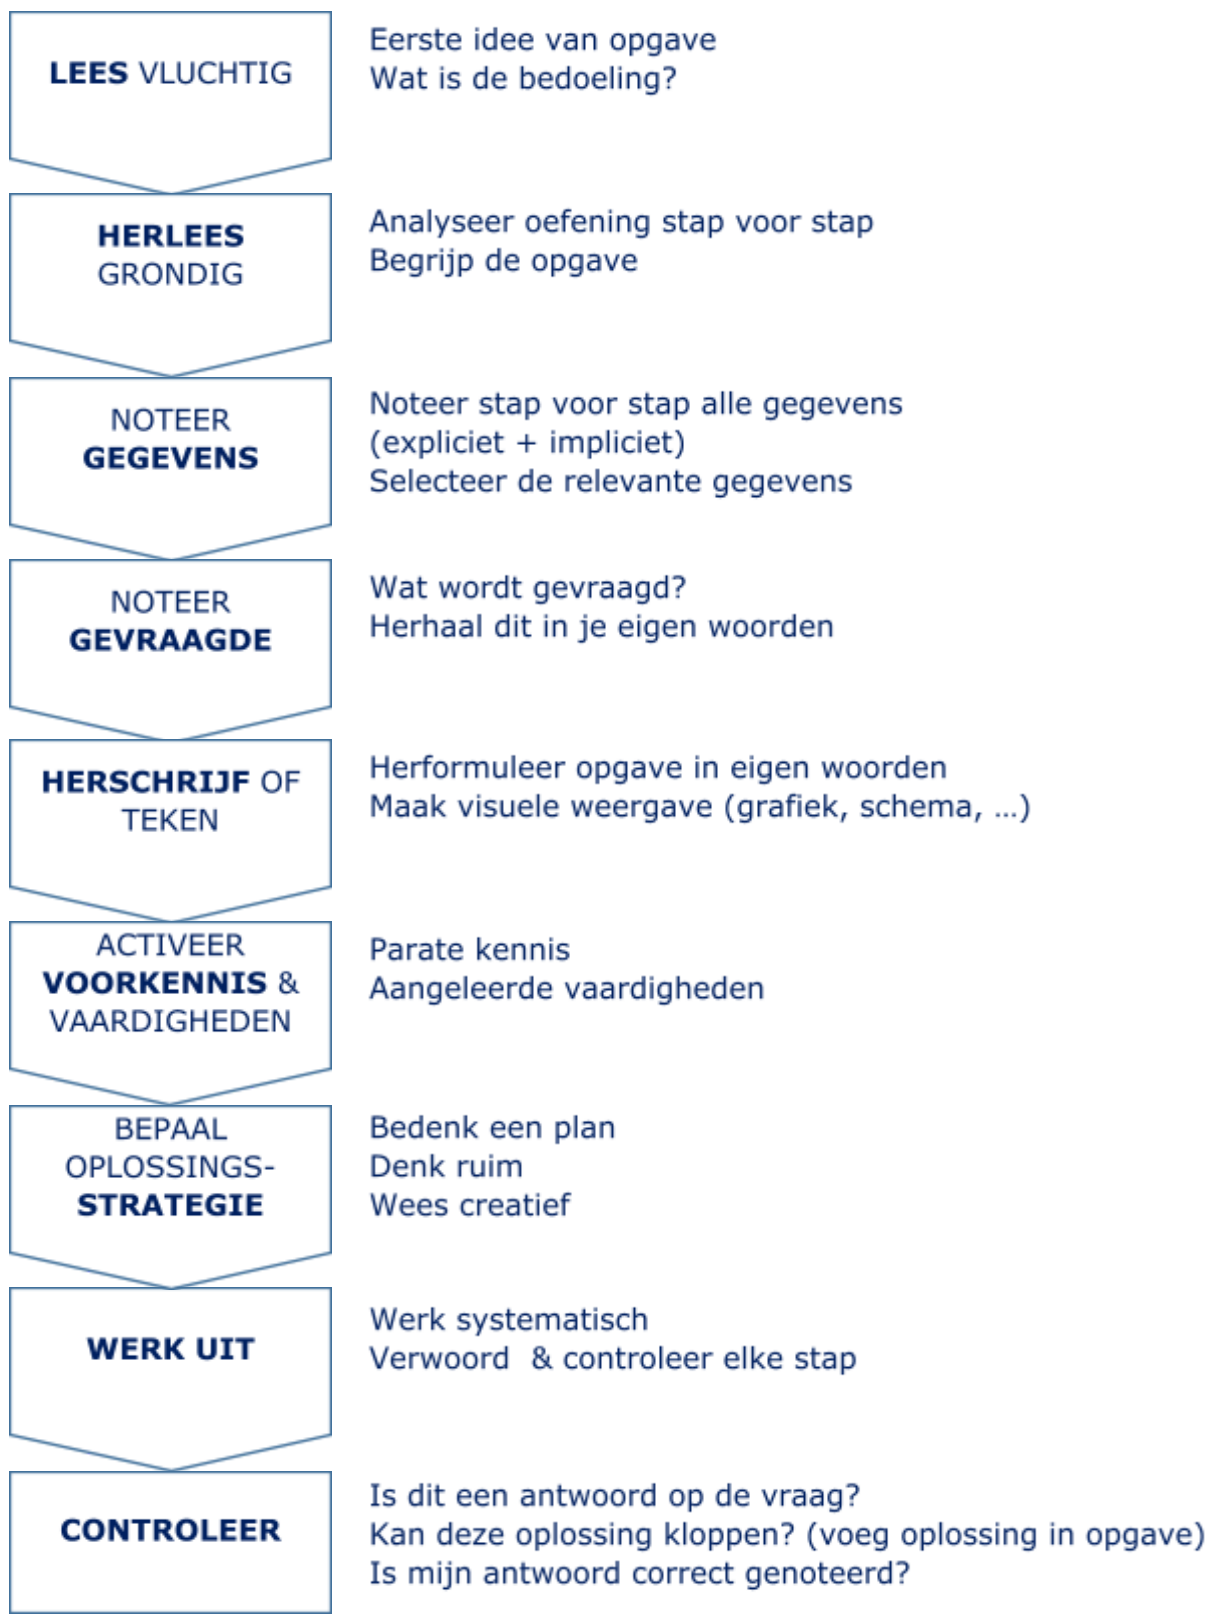 LEES VLUCHTIG
Eerste idee van opgave
Wat is de bedoeling?
HERLEES
GRONDIG
Analyseer oefening stap voor stap
Begrijp de opgave
NOTEER
GEGEVENS
Noteer stap voor stap alle gegevens
(expliciet + impliciet)
Selecteer de relevante gegevens
NOTEER
GEVRAAGDE
Wat wordt gevraagd?
Herhaal dit in je eigen woorden
HERSCHRIJF OF
TEKEN
Herformuleer opgave in eigen woorden
Maak visuele weergave (grafiek, schema, …)
ACTIVEER
VOORKENNIS &
VAARDIGHEDEN
Parate kennis
Aangeleerde vaardigheden
BEPAAL
OPLOSSINGS-
STRATEGIE
Bedenk een plan
Denk ruim
Wees creatief
WERK UIT
Werk systematisch
Verwoord & controleer elke stap
CONTROLEER
Is dit een antwoord op de vraag?
Kan deze oplossing kloppen? (voeg oplossing in opgave)
Is mijn antwoord correct genoteerd?